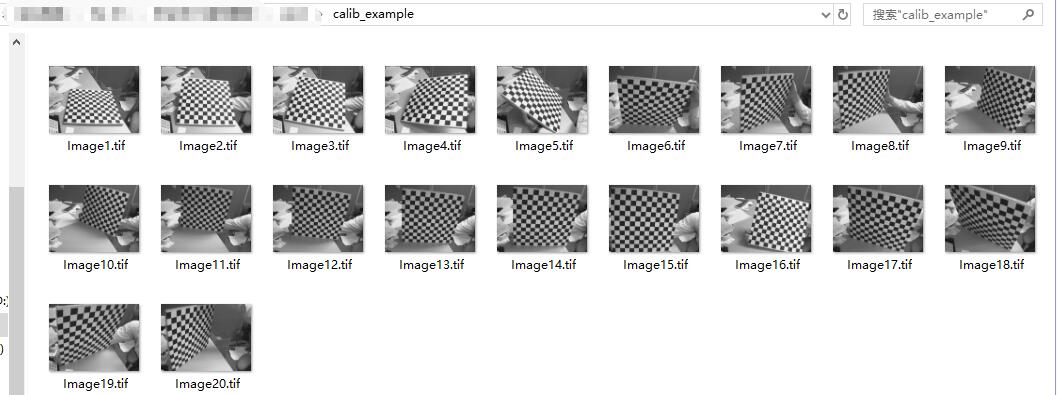 calib_example
搜索"calib_example"
Image1.tif
Image2.tif
Image3.tif
Image4.tif
Image5.tif
Image6.tif
Image7.tif
Image8.tif
Image9.tif
Image10.tif
Image11.tif
Image12.tif
Image13.tif
Image14.tif
Image15.tif
Image16.tif
Image17.tif
Image18.tif
Image19.tif
Image20.tif